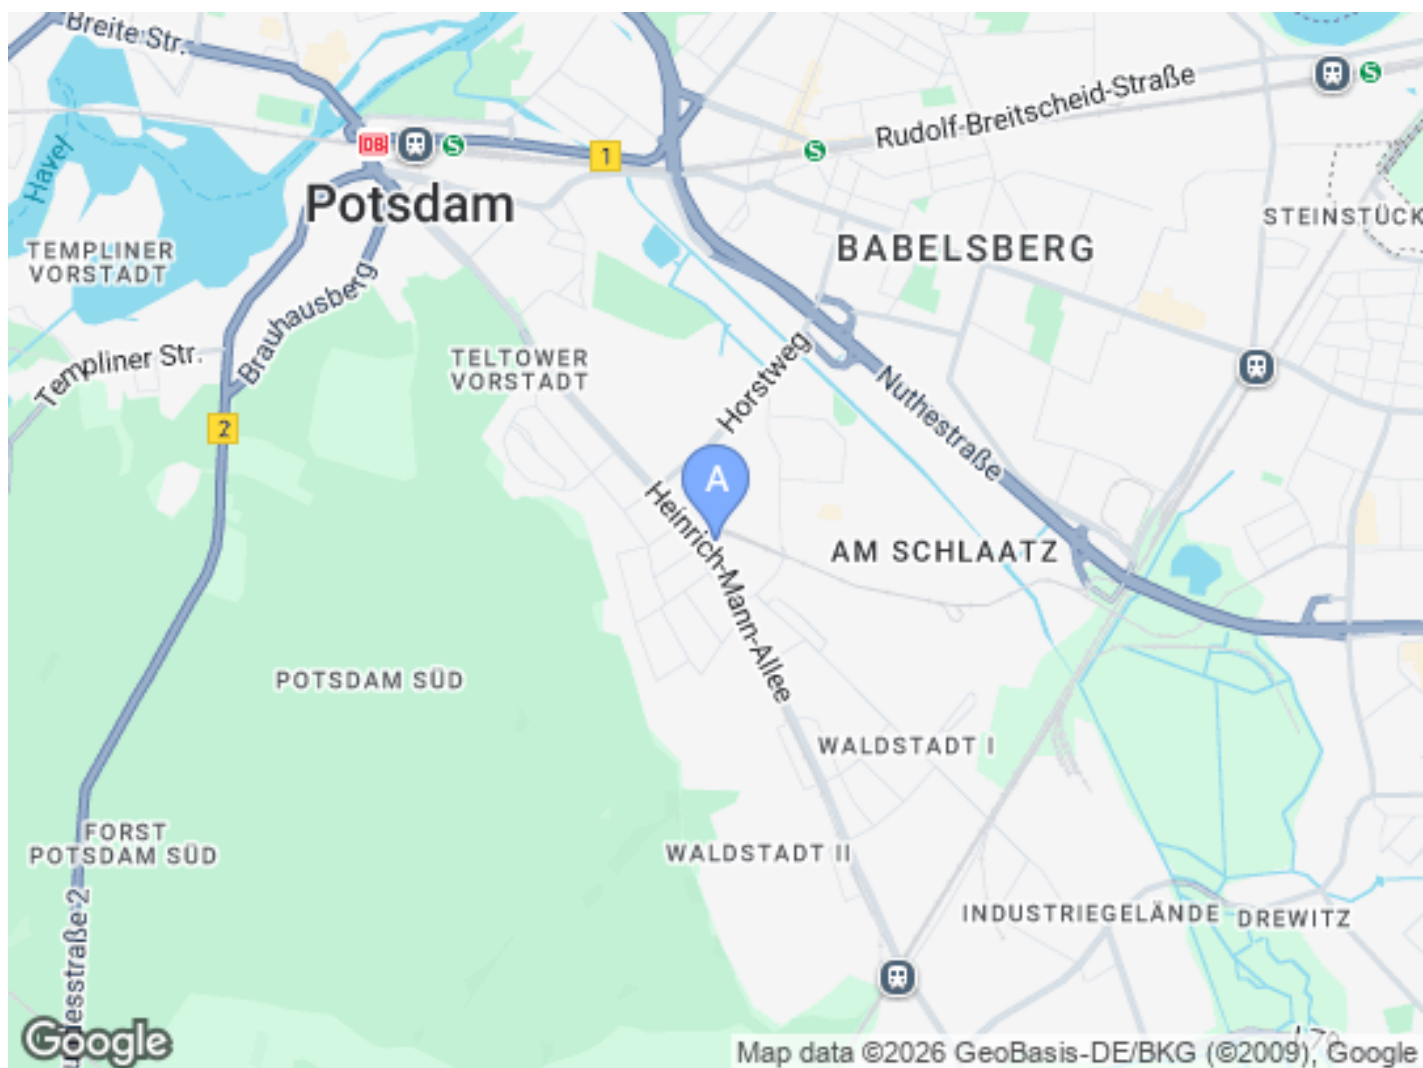 Breite Str.
Havel
DB
S
S
S
1
Rudolf-Breitscheid-Straße
Potsdam
STEINSTÜCK
TEMPLINER
VORSTADT
BABELSBERG
Brauhausberg
Templiner Str.
TELTOWER
VORSTADT
Horstweg
Nuthestraße
2
A
Heinrich-Mann-Allee
AM SCHLAATZ
POTSDAM SÜD
WALDSTADT I
FORST
POTSDAM SÜD
WALDSTADT II
INDUSTRIEGELÄNDE
DREWITZ
undesstraße 2
Google
Map data ©2026 GeoBasis-DE/BKG (©2009), Google